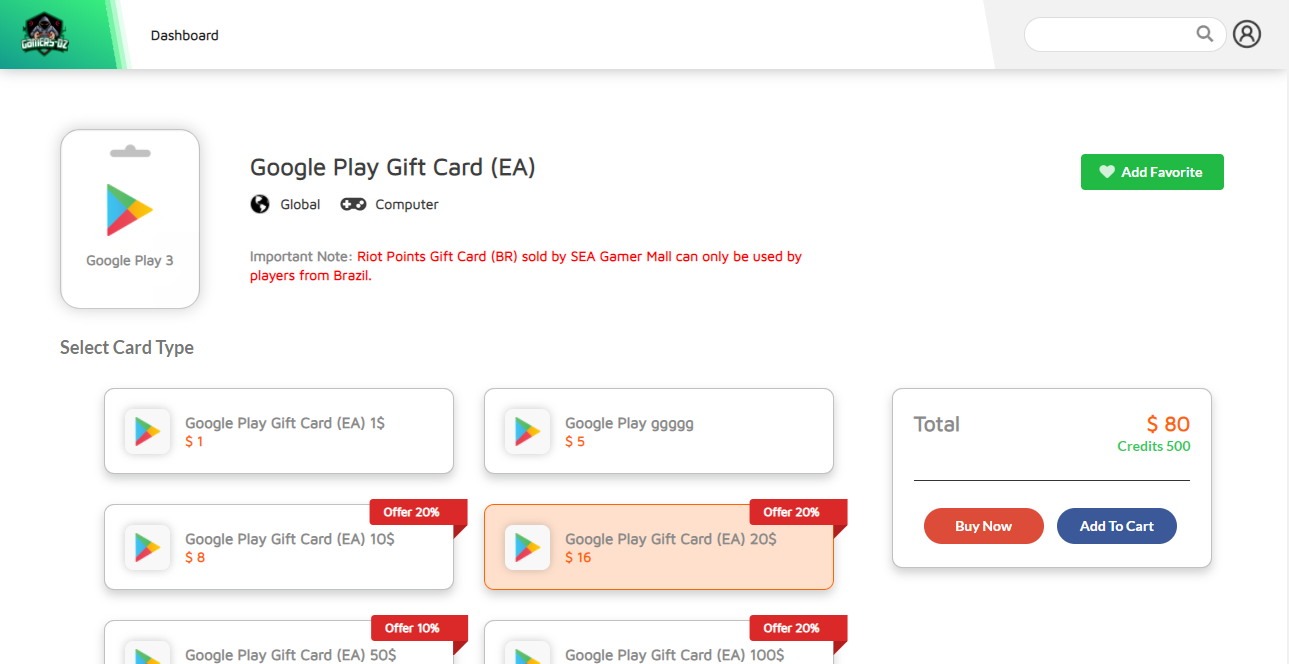 GAMERS-DZ
Dashboard
Google Play 3
Google Play Gift Card (EA)
Global
Computer
Add Favorite
Important Note: Riot Points Gift Card (BR) sold by SEA Gamer Mall can only be used by
players from Brazil.
Select Card Type
Google Play Gift Card (EA) 1$
$ 1
Google Play ggggg
$ 5
Offer 20%
Google Play Gift Card (EA) 10$
$ 8
Offer 20%
Google Play Gift Card (EA) 20$
$ 16
Offer 10%
Google Play Gift Card (EA) 50$
Offer 20%
Google Play Gift Card (EA) 100$
Total
$ 80
Credits 500
Buy Now
Add To Cart